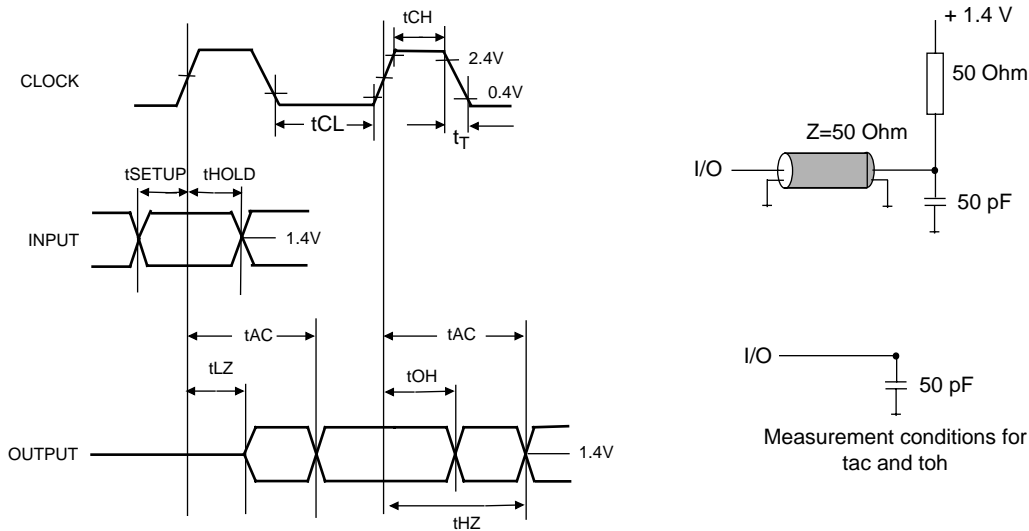 tCH
2.4V
CLOCK
0.4V
tCL
tT
tSETUP
tHOLD
INPUT
1.4V
tAC
tAC
tLZ
tOH
OUTPUT
1.4V
tHZ
+ 1.4 V
50 Ohm
Z=50 Ohm
I/O
50 pF
I/O
50 pF
Measurement conditions for
tac and toh